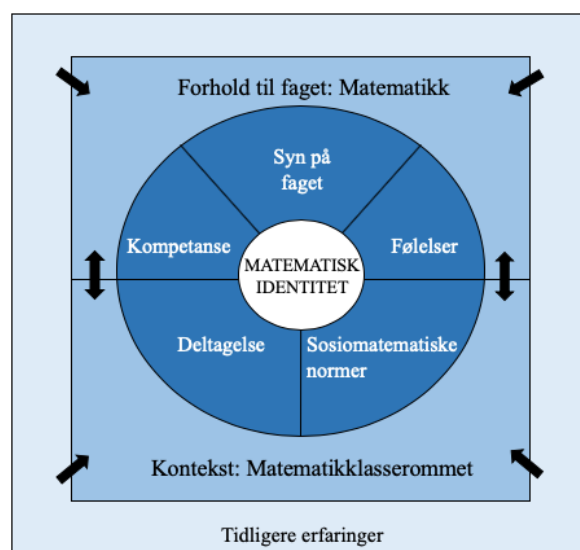 Forhold til faget: Matematikk
Syn på
faget
Kompetanse
Følelser
MATEMATISK
IDENTITET
Deltagelse
Sosiomatematiske
normer
Kontekst: Matematikklasserommet
Tidligere erfaringer